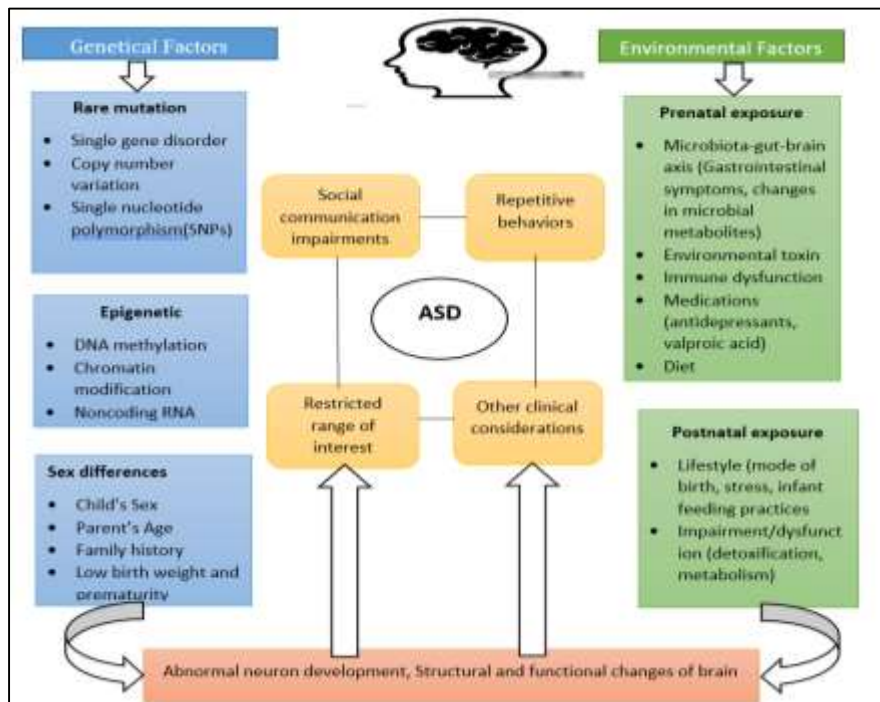 Genetical Factors
Rare mutation
• Single gene disorder
• Copy number
variation
• Single nucleotide
polymorphism(SNPs)
Epigenetic
• DNA methylation
• Chromatin
modification
• Noncoding RNA
Sex differences
• Child's Sex
• Parent's Age
• Family history
• Low birth weight and
prematurity
Social
communication
impairments
Repetitive
behaviors
ASD
Restricted
range of
interest
Other clinical
considerations
Environmental Factors
Prenatal exposure
• Microbiota-gut-brain
axis (Gastrointestinal
symptoms, changes
in microbial
metabolites)
• Environmental toxin
• Immune dysfunction
• Medications
(antidepressants,
valproic acid)
• Diet
Postnatal exposure
• Lifestyle (mode of
birth, stress, infant
feeding practices
• Impairment/dysfunct
ion (detoxification,
metabolism)
Abnormal neuron development, Structural and functional changes of brain